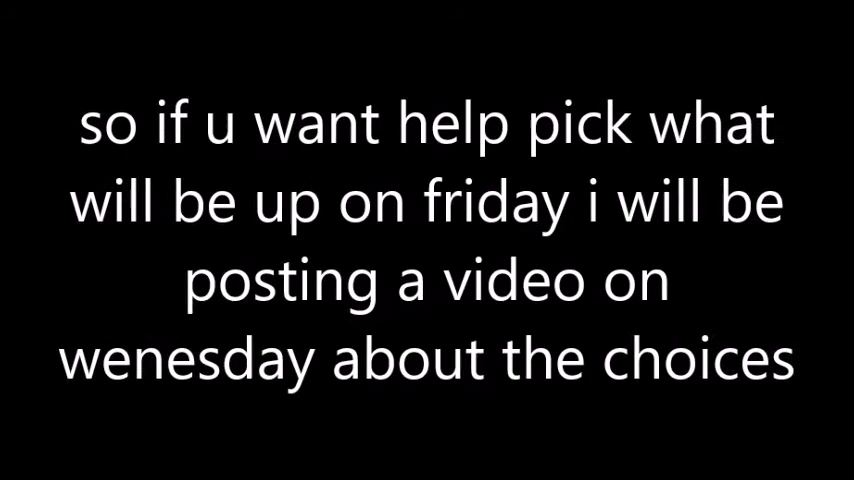 so if u want help pick what
will be up on friday i will be
posting a video on
wenesday about the choices